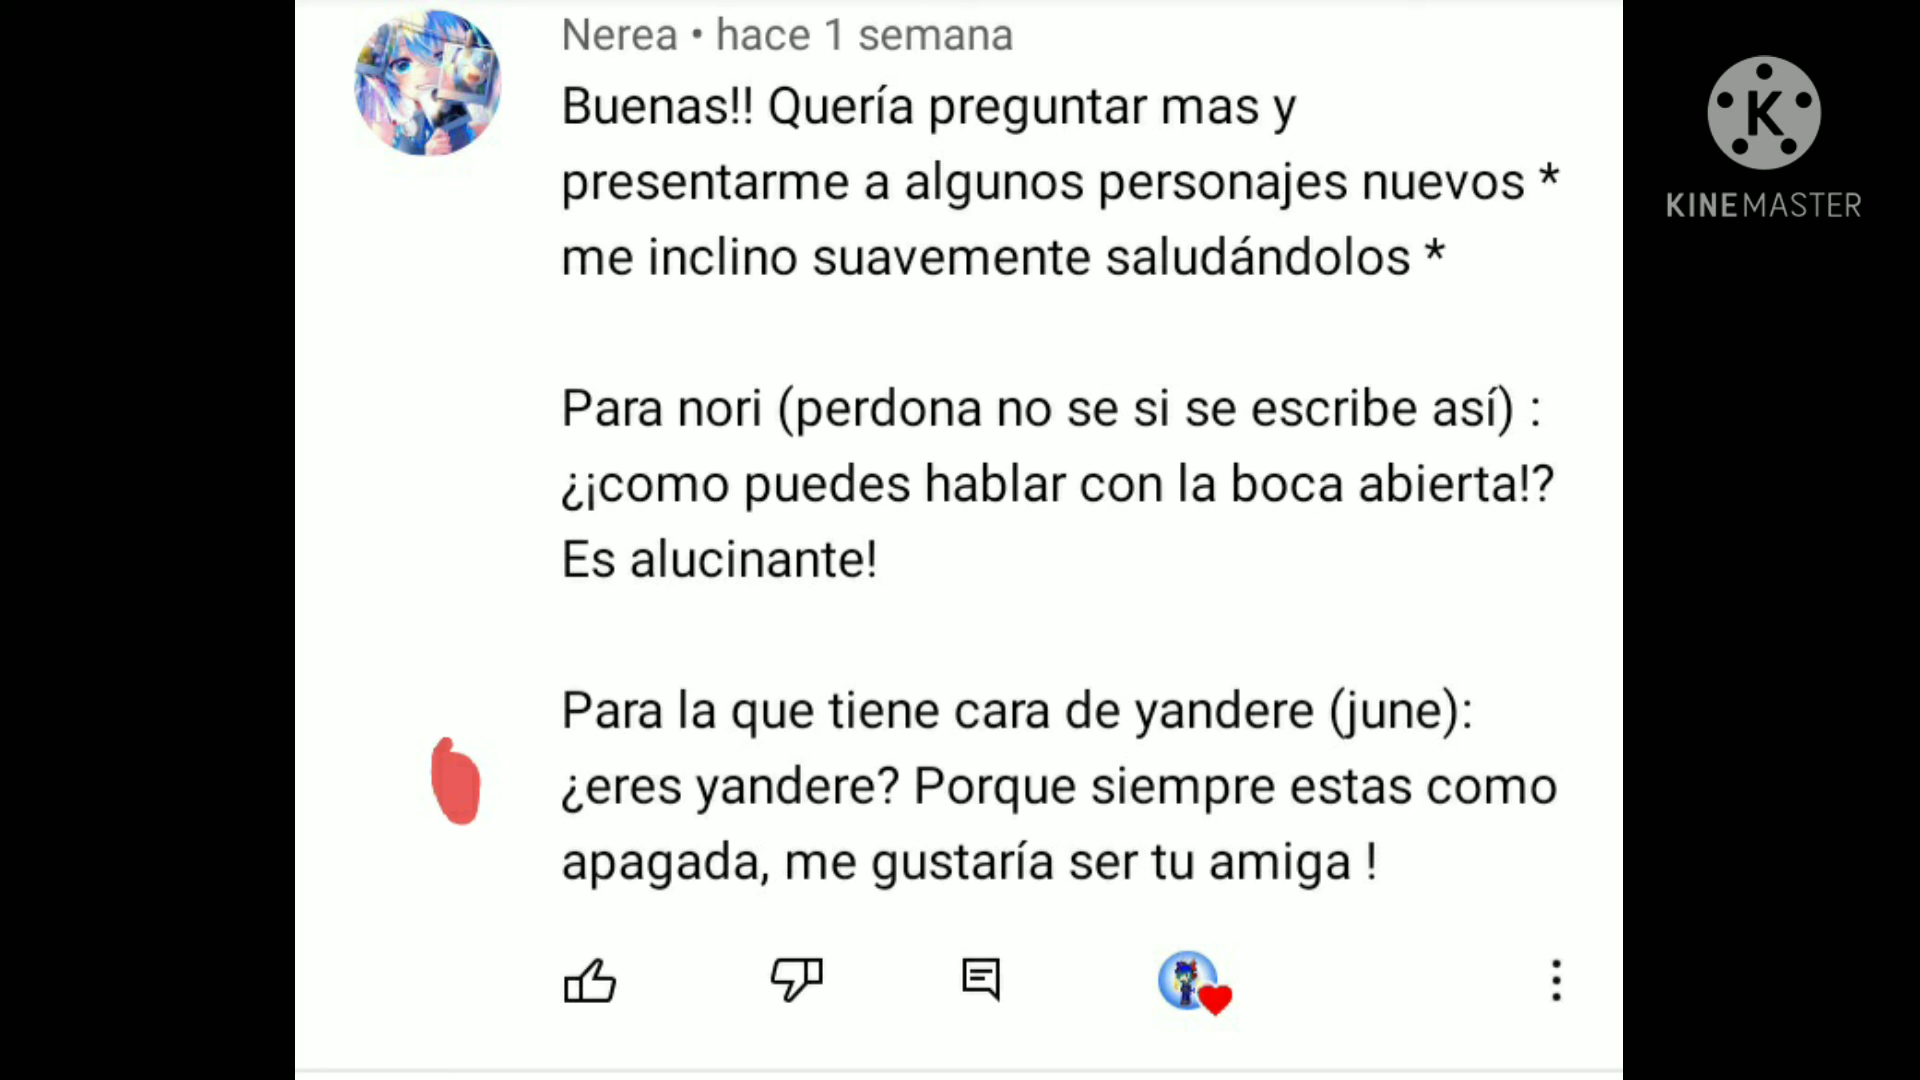 Nerea • hace 1 semana
Buenas!! Quería preguntar mas y
presentarme a algunos personajes nuevos *
me inclino suavemente saludándolos *
Para nori (perdona no se si se escribe así) :
¿¡como puedes hablar con la boca abierta!?
Es alucinante!
Para la que tiene cara de yandere (june):
¿eres yandere? Porque siempre estas como
apagada, me gustaría ser tu amiga !
K
KINEMASTER